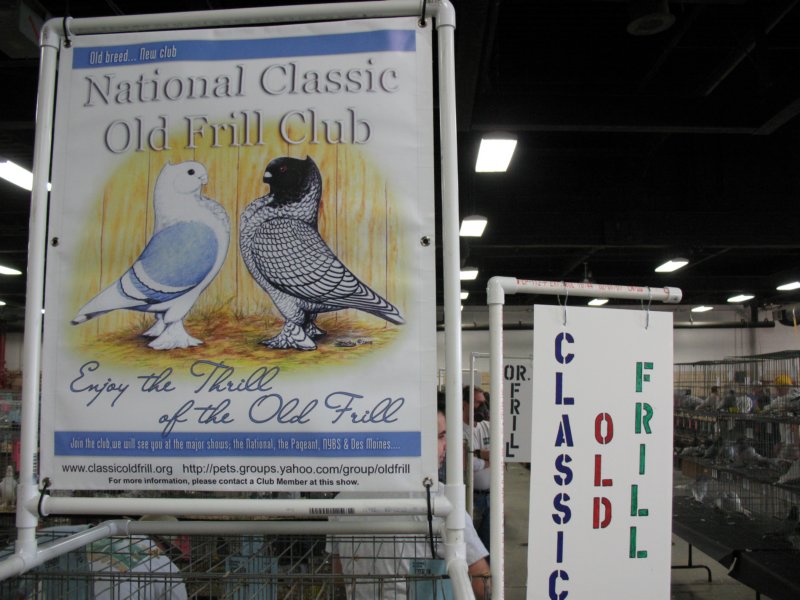 Old breed... New club
National Classic
Old Frill Club
Enjoy the Thrill
of the Old Frill
Join the club, we will see you at the major shows; the National, the Pageant, NYBS & Des Moines....
www.classicoldfrill.org http://pets.groups.yahoo.com/group/oldfrill
For more information, please contact a Club Member at this show.
OR.
FRILL
CLASSIC
OLD
FRILL